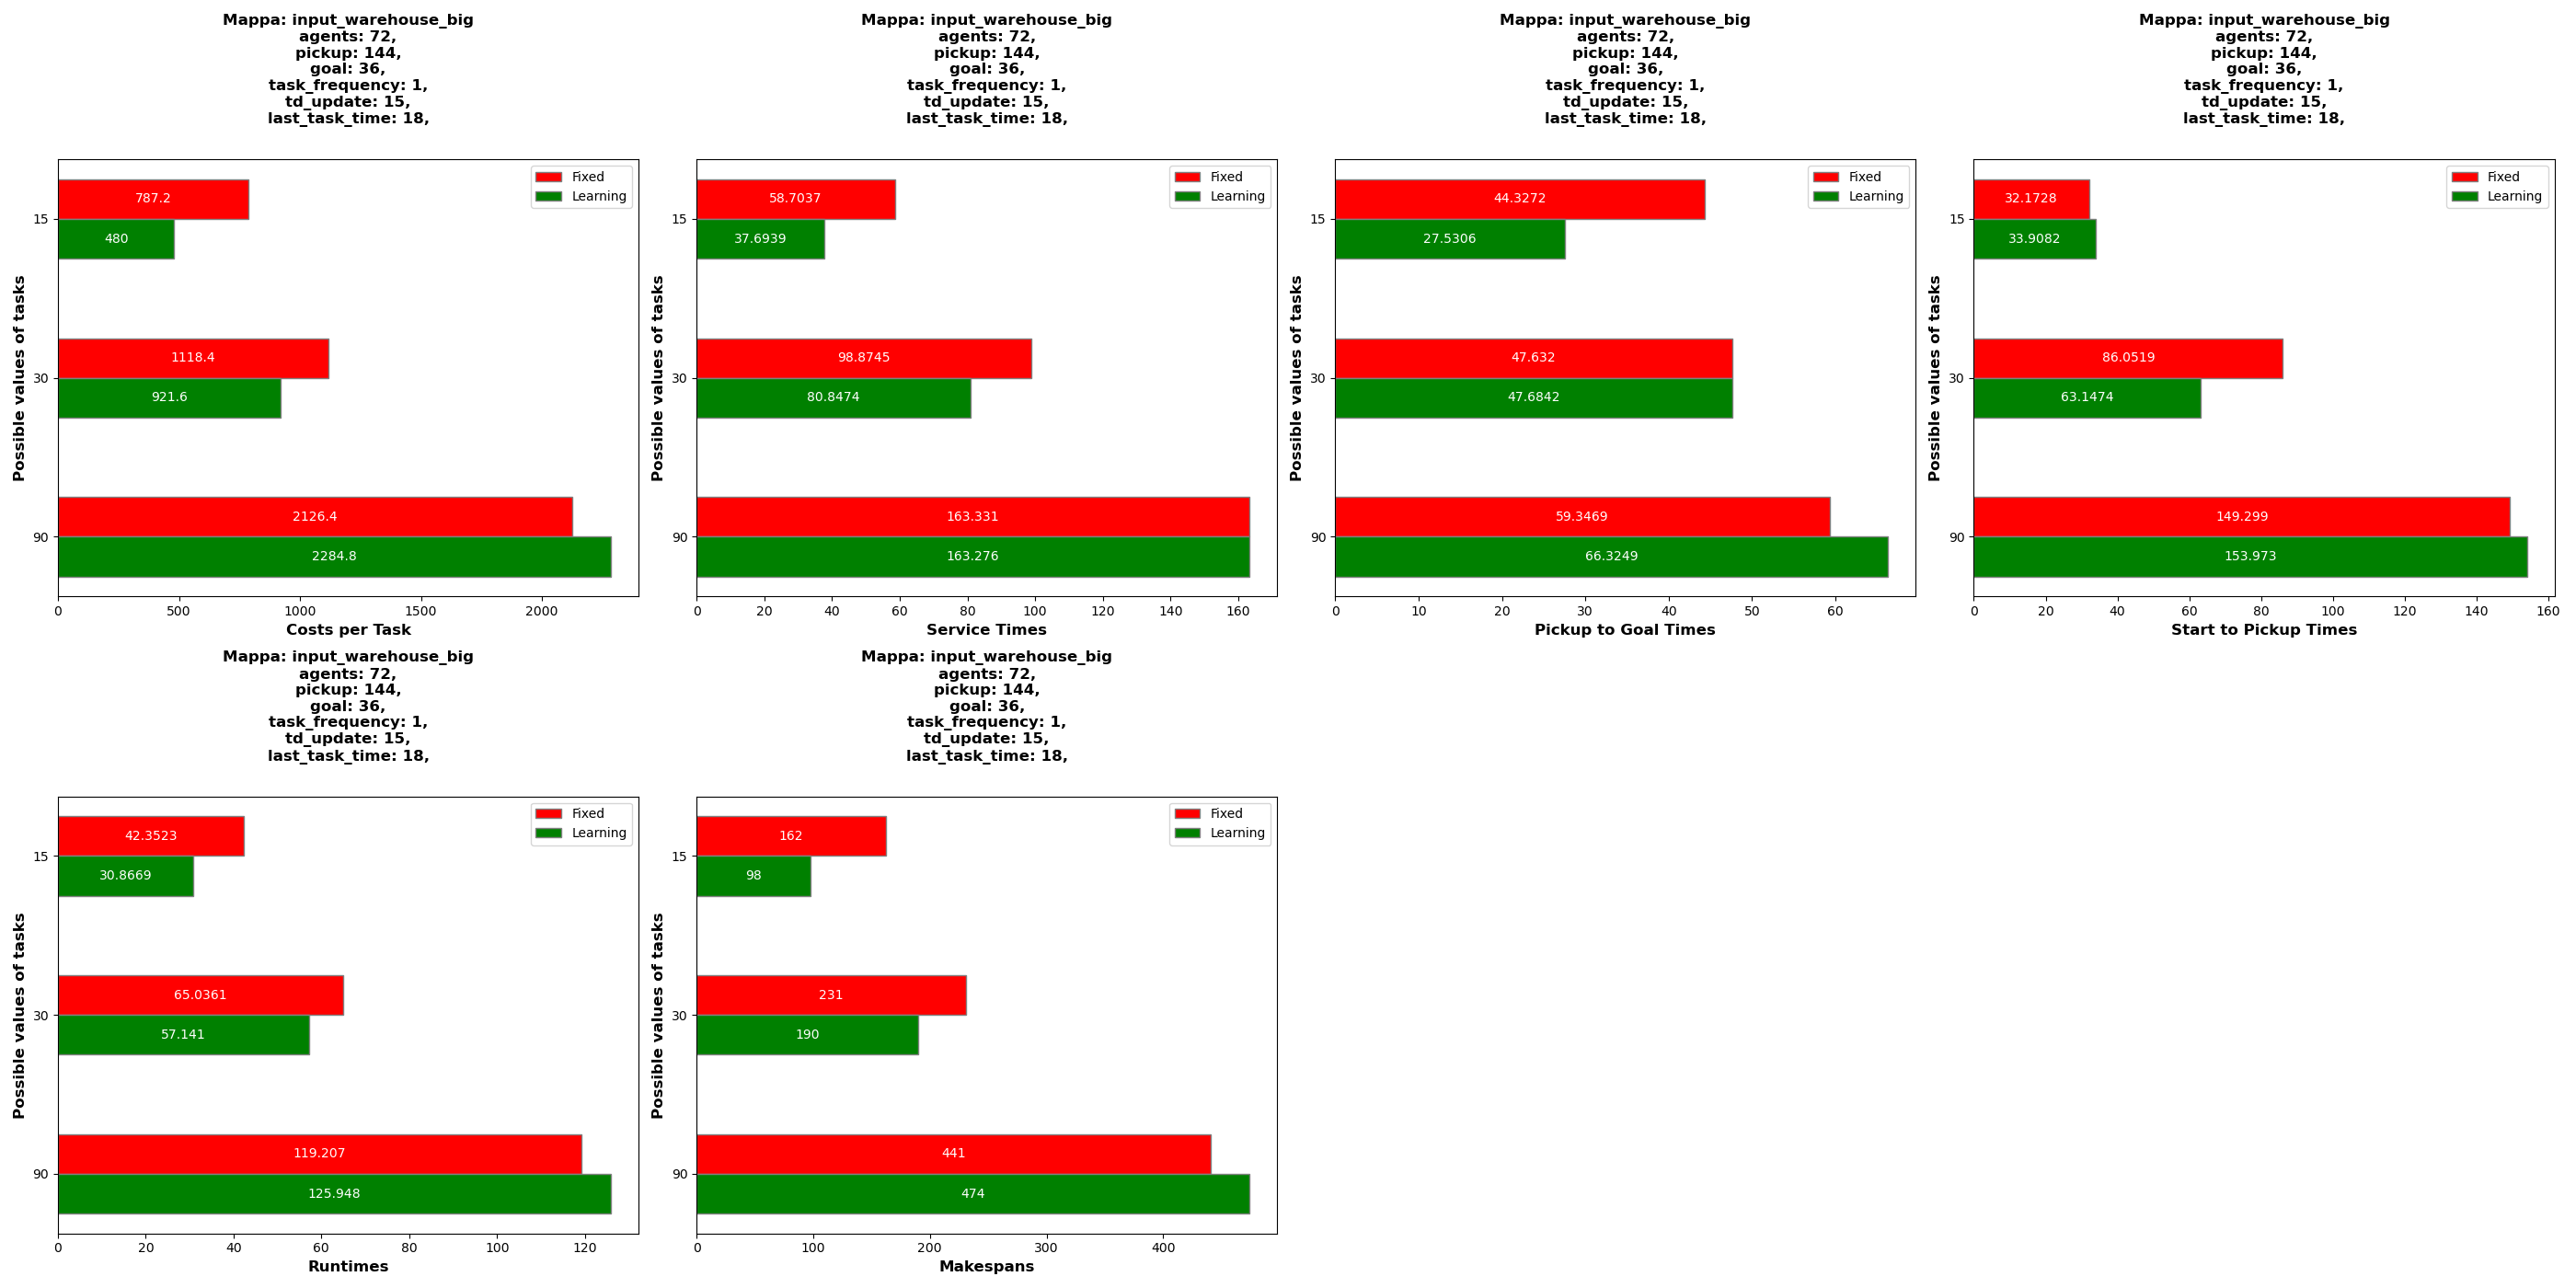 Mappa: input_warehouse_big
agents: 72,
pickup: 144,
goal: 36,
task_frequency: 1,
td_update: 15,
last_task_time: 18,
Fixed
Learning
787.2
15
480
1118.4
30
921.6
2126.4
90
2284.8
0 500 1000 1500 2000
Costs per Task
Possible values of tasks
Mappa: input_warehouse_big
agents: 72,
pickup: 144,
goal: 36,
task_frequency: 1,
td_update: 15,
last_task_time: 18,
Fixed
Learning
58.7037
15
37.6939
98.8745
30
80.8474
163.331
90
163.276
0 20 40 60 80 100 120 140 160
Service Times
Possible values of tasks
Mappa: input_warehouse_big
agents: 72,
pickup: 144,
goal: 36,
task_frequency: 1,
td_update: 15,
last_task_time: 18,
Fixed
Learning
44.3272
15
27.5306
47.632
30
47.6842
59.3469
90
66.3249
0 10 20 30 40 50 60
Pickup to Goal Times
Possible values of tasks
Mappa: input_warehouse_big
agents: 72,
pickup: 144,
goal: 36,
task_frequency: 1,
td_update: 15,
last_task_time: 18,
Fixed
Learning
32.1728
15
33.9082
86.0519
30
63.1474
149.299
90
153.973
0 20 40 60 80 100 120 140 160
Start to Pickup Times
Possible values of tasks
Mappa: input_warehouse_big
agents: 72,
pickup: 144,
goal: 36,
task_frequency: 1,
td_update: 15,
last_task_time: 18,
Fixed
Learning
42.3523
15
30.8669
65.0361
30
57.141
119.207
90
125.948
0 20 40 60 80 100 120
Runtimes
Possible values of tasks
Mappa: input_warehouse_big
agents: 72,
pickup: 144,
goal: 36,
task_frequency: 1,
td_update: 15,
last_task_time: 18,
Fixed
Learning
162
15
98
231
30
190
441
90
474
0 100 200 300 400
Makespans
Possible values of tasks